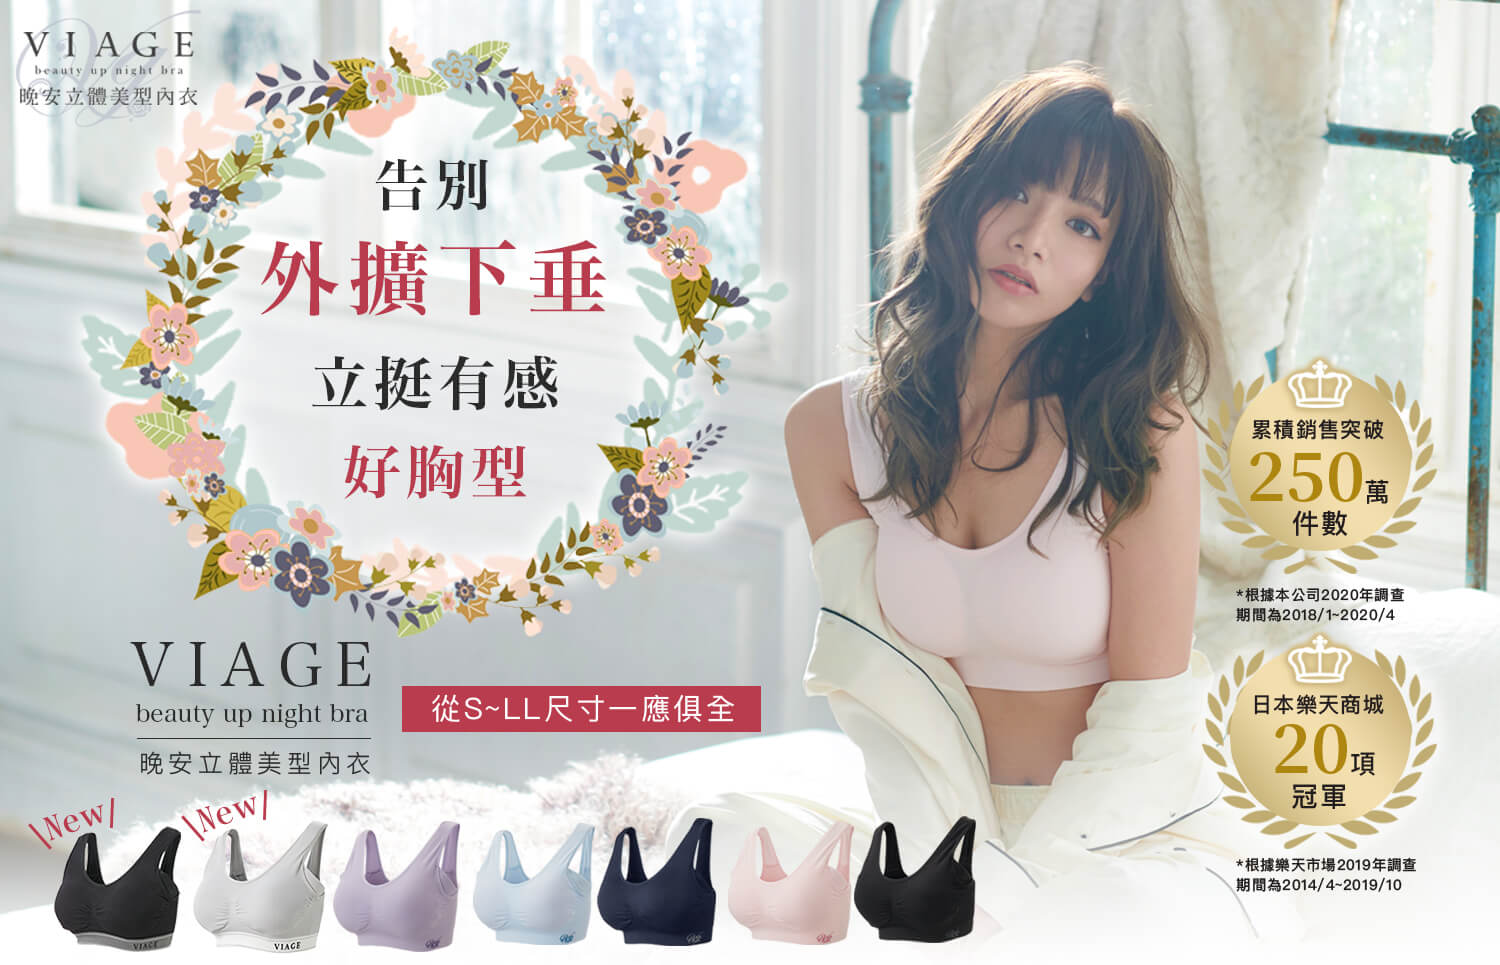 VIAGE
beauty up night bra
晚安立體美型內衣
告別
外擴下垂
立挺有感
好胸型
VIAGE
beauty up night bra
晚安立體美型內衣
從S~LL尺寸一應俱全
累積銷售突破
250萬
件數
*根據本公司2020年調查
期間為2018/1~2020/4
日本樂天商城
20項
冠軍
*根據樂天市場2019年調查
期間為2014/4~2019/10
\New/
\New/
VIAGE
VIAGE